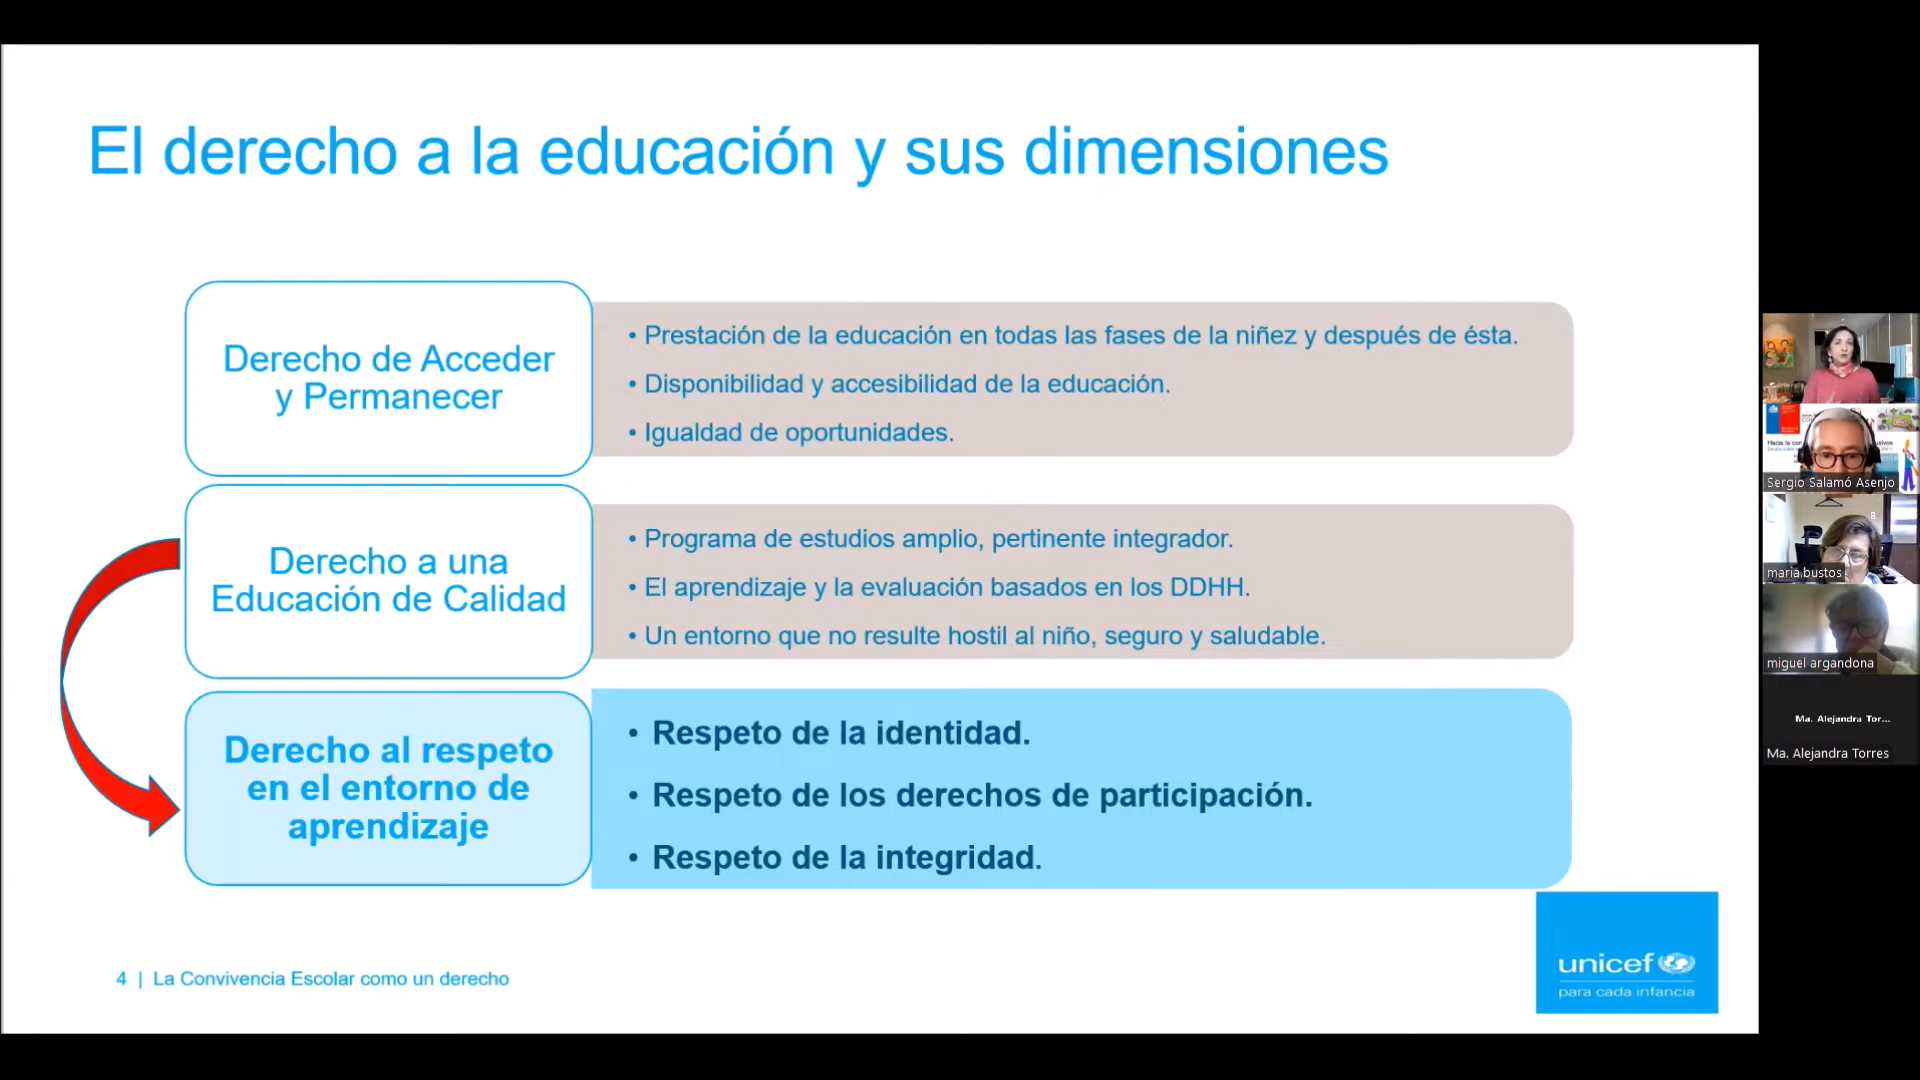 El derecho a la educación y sus dimensiones
Derecho de Acceder
y Permanecer
• Prestación de la educación en todas las fases de la niñez y después de ésta.
• Disponibilidad y accesibilidad de la educación.
• Igualdad de oportunidades.
Derecho a una
Educación de Calidad
• Programa de estudios amplio, pertinente integrador.
• El aprendizaje y la evaluación basados en los DDHH.
• Un entorno que no resulte hostil al niño, seguro y saludable.
Derecho al respeto
en el entorno de
aprendizaje
• Respeto de la identidad.
• Respeto de los derechos de participación.
• Respeto de la integridad.
4 | La Convivencia Escolar como un derecho
unicef
para cada infancia
Hacia la con
Sergio Salamó Asenjo
maria.bustos
miguel argandona
Ma. Alejandra Tor...
Ma. Alejandra Torres